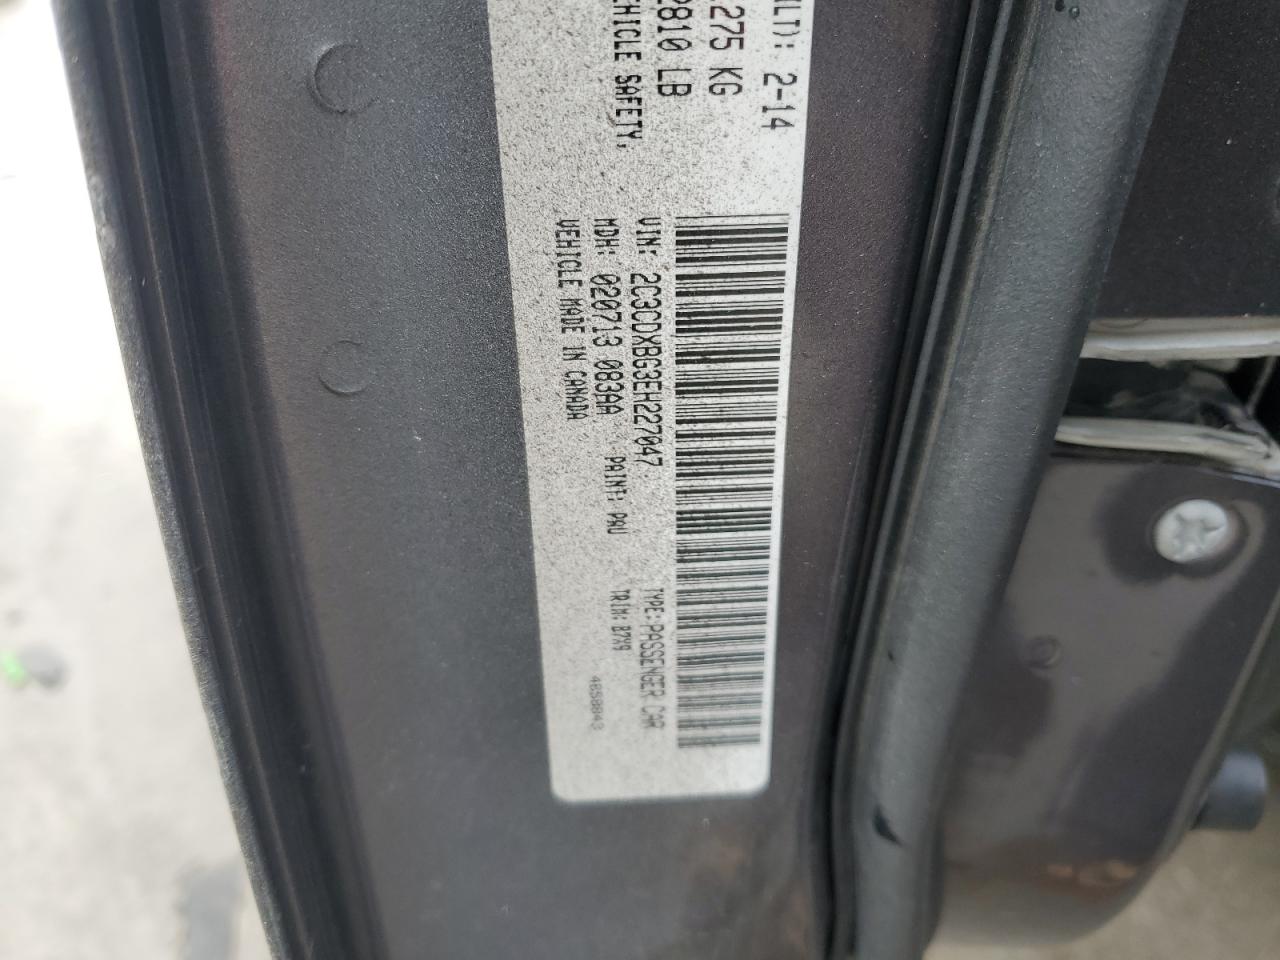 LT): 2-14
275 KG
2810 LB
VEHICLE SAFETY,
VIN: 2C3CDXBG3EH227047
TYPE: PASSENGER CAR
MDH: 020713 083AA
PAINT: PAU
TRIM: B7X9
VEHICLE MADE IN CANADA
4658843